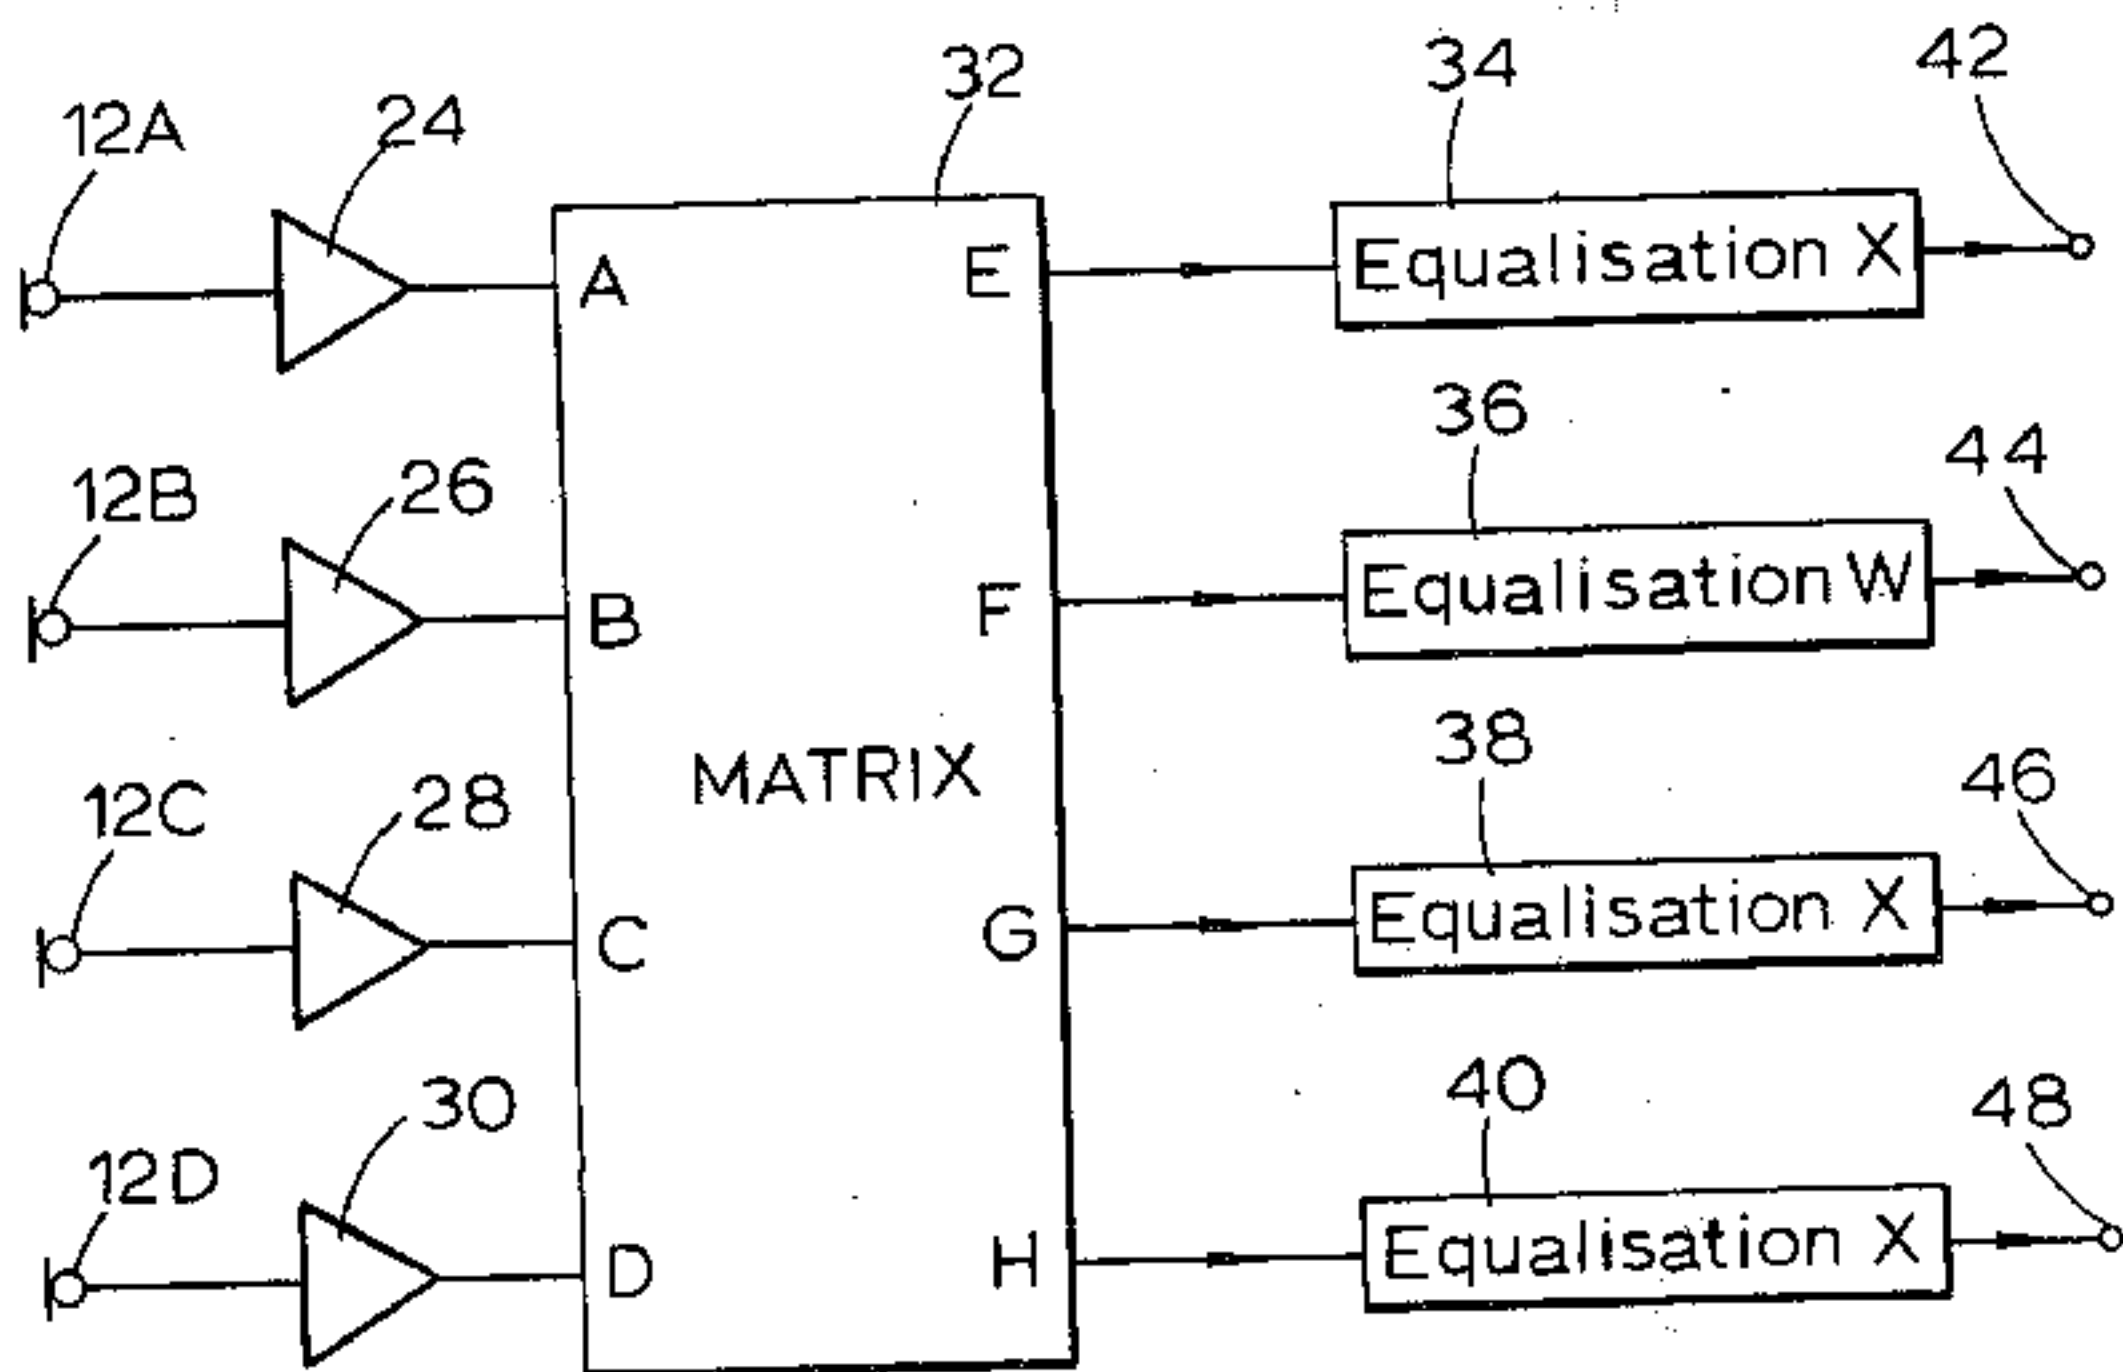 32
34
42
12A
24
A
E
Equalisation X
36
44
12B
26
B
F
Equalisation W
38
46
12C
28
MATRIX
C
G
Equalisation X
40
48
12D
30
D
H
Equalisation X